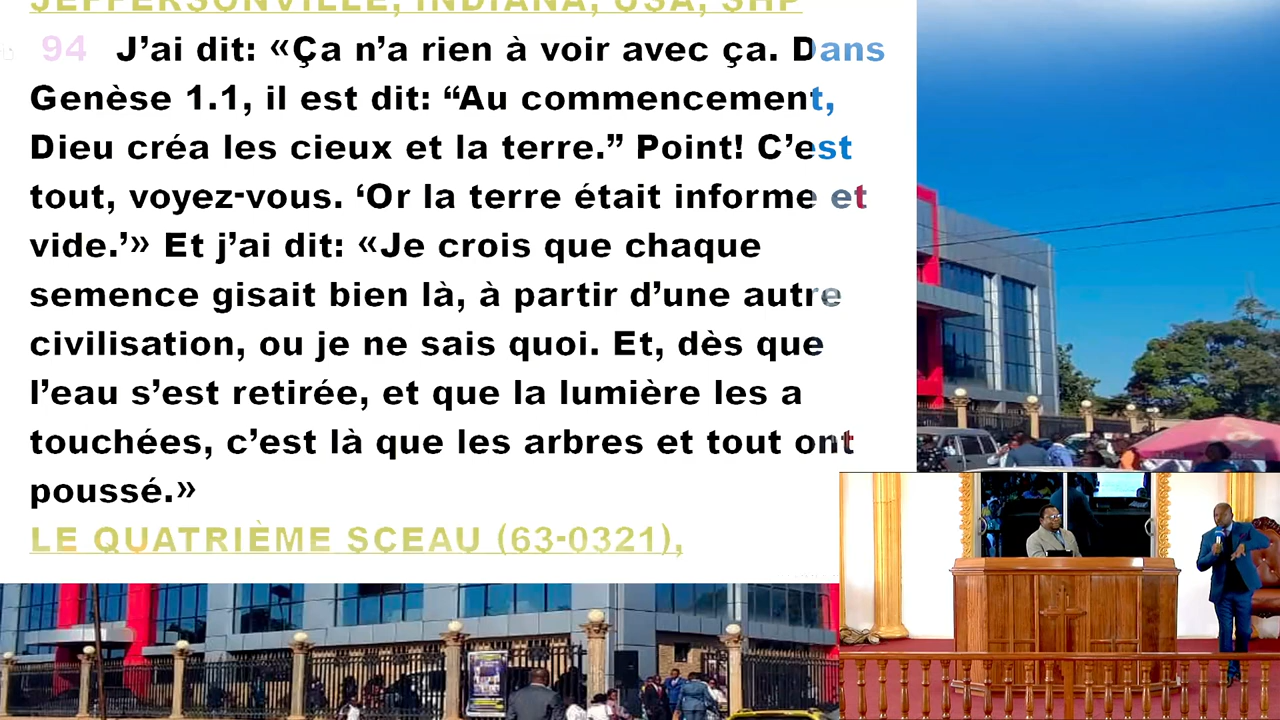 JEFFERSONVILLE, INDIANA, USA, SHP
94 J’ai dit: «Ça n’a rien à voir avec ça. Dans
Genèse 1.1, il est dit: “Au commencement,
Dieu créa les cieux et la terre.” Point! C’est
tout, voyez-vous. ‘Or la terre était informe et
vide.’» Et j’ai dit: «Je crois que chaque
semence gisait bien là, à partir d’une autre
civilisation, ou je ne sais quoi. Et, dès que
l’eau s’est retirée, et que la lumière les a
touchées, c’est là que les arbres et tout ont
poussé.»
LE QUATRIÈME SCEAU (63-0321),